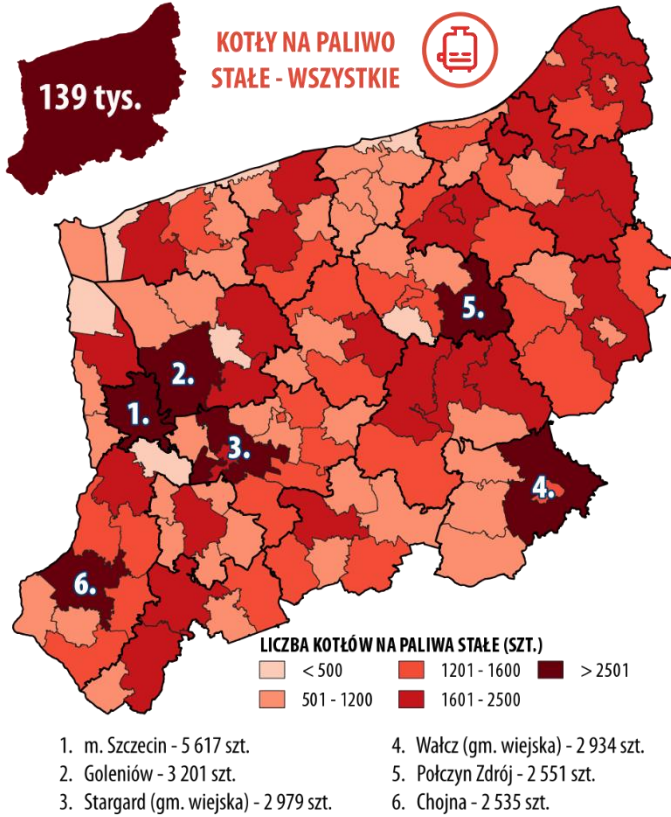 KOTŁY NA PALIWO
STAŁE - WSZYSTKIE
139 tys.
5.
2.
1.
3.
4.
6.
LICZBA KOTŁÓW NA PALIWA STAŁE (SZT.)
< 500
1201 - 1600
> 2501
501 - 1200
1601 - 2500
1. m. Szczecin - 5 617 szt.
2. Goleniów - 3 201 szt.
3. Stargard (gm. wiejska) - 2 979 szt.
4. Wałcz (gm. wiejska) - 2 934 szt.
5. Połczyn Zdrój - 2 551 szt.
6. Chojna - 2 535 szt.